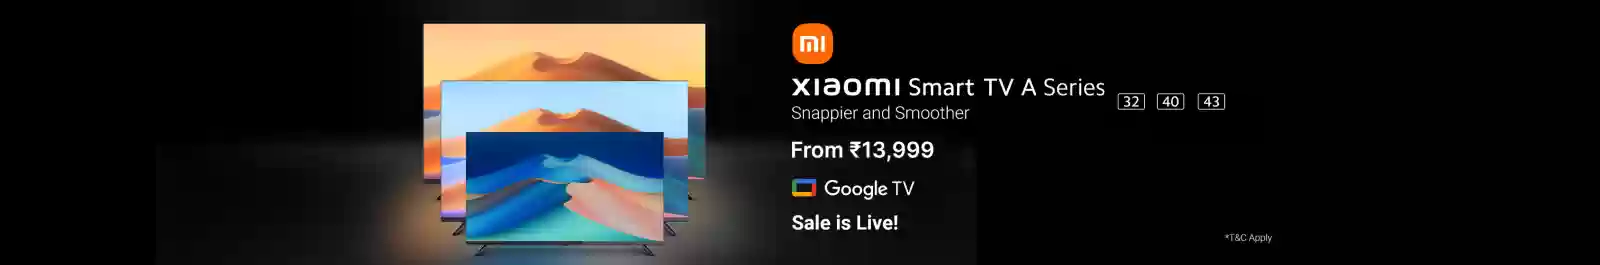 mi
xiaomi Smart TV A Series
32 40 43
Snappier and Smoother
From ₹13,999
Google TV
Sale is Live!
*T&C Apply